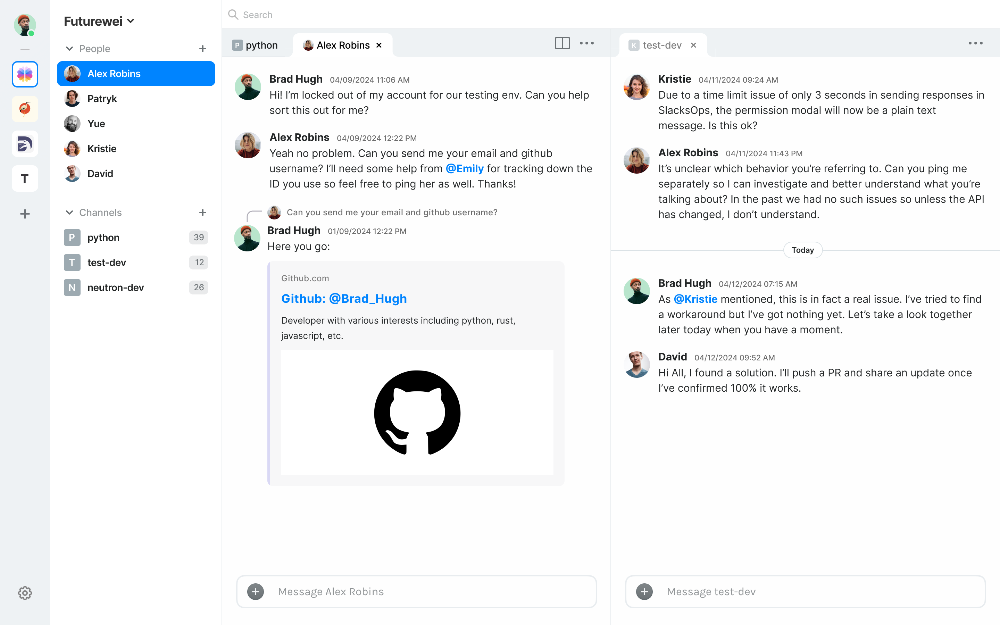 Futurewei
People
Alex Robins
Patryk
Yue
Kristie
David
T
Channels
P python 39
T test-dev 12
N neutron-dev 26
Search
P python
Alex Robins
Brad Hugh 04/09/2024 11:06 AM
Hi! I’m locked out of my account for our testing env. Can you help
sort this out for me?
Alex Robins 04/09/2024 12:22 PM
Yeah no problem. Can you send me your email and github
username? I’ll need some help from @Emily for tracking down the
ID you use so feel free to ping her as well. Thanks!
Can you send me your email and github username?
Brad Hugh 01/09/2024 12:22 PM
Here you go:
Github.com
Github: @Brad_Hugh
Developer with various interests including python, rust,
javascript, etc.
Message Alex Robins
K test-dev
Kristie 04/11/2024 09:24 AM
Due to a time limit issue of only 3 seconds in sending responses in
SlacksOps, the permission modal will now be a plain text
message. Is this ok?
Alex Robins 04/11/2024 11:43 PM
It’s unclear which behavior you’re referring to. Can you ping me
separately so I can investigate and better understand what you’re
talking about? In the past we had no such issues so unless the API
has changed, I don’t understand.
Today
Brad Hugh 04/12/2024 07:15 AM
As @Kristie mentioned, this is in fact a real issue. I’ve tried to find
a workaround but I’ve got nothing yet. Let’s take a look together
later today when you have a moment.
David 04/12/2024 09:52 AM
Hi All, I found a solution. I’ll push a PR and share an update once
I’ve confirmed 100% it works.
Message test-dev